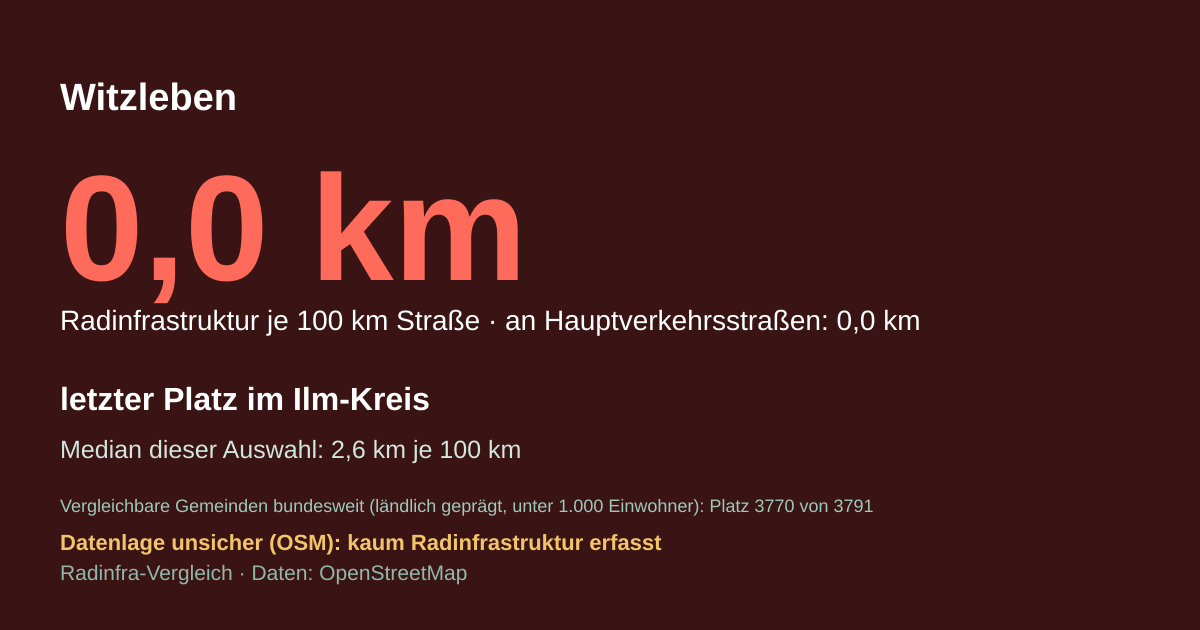 Witzleben
0,0 km
Radinfrastruktur je 100 km Straße · an Hauptverkehrsstraßen: 0,0 km
letzter Platz im Ilm-Kreis
Median dieser Auswahl: 2,6 km je 100 km
Vergleichbare Gemeinden bundesweit (ländlich geprägt, unter 1.000 Einwohner): Platz 3770 von 3791
Datenlage unsicher (OSM): kaum Radinfrastruktur erfasst
Radinfra-Vergleich · Daten: OpenStreetMap